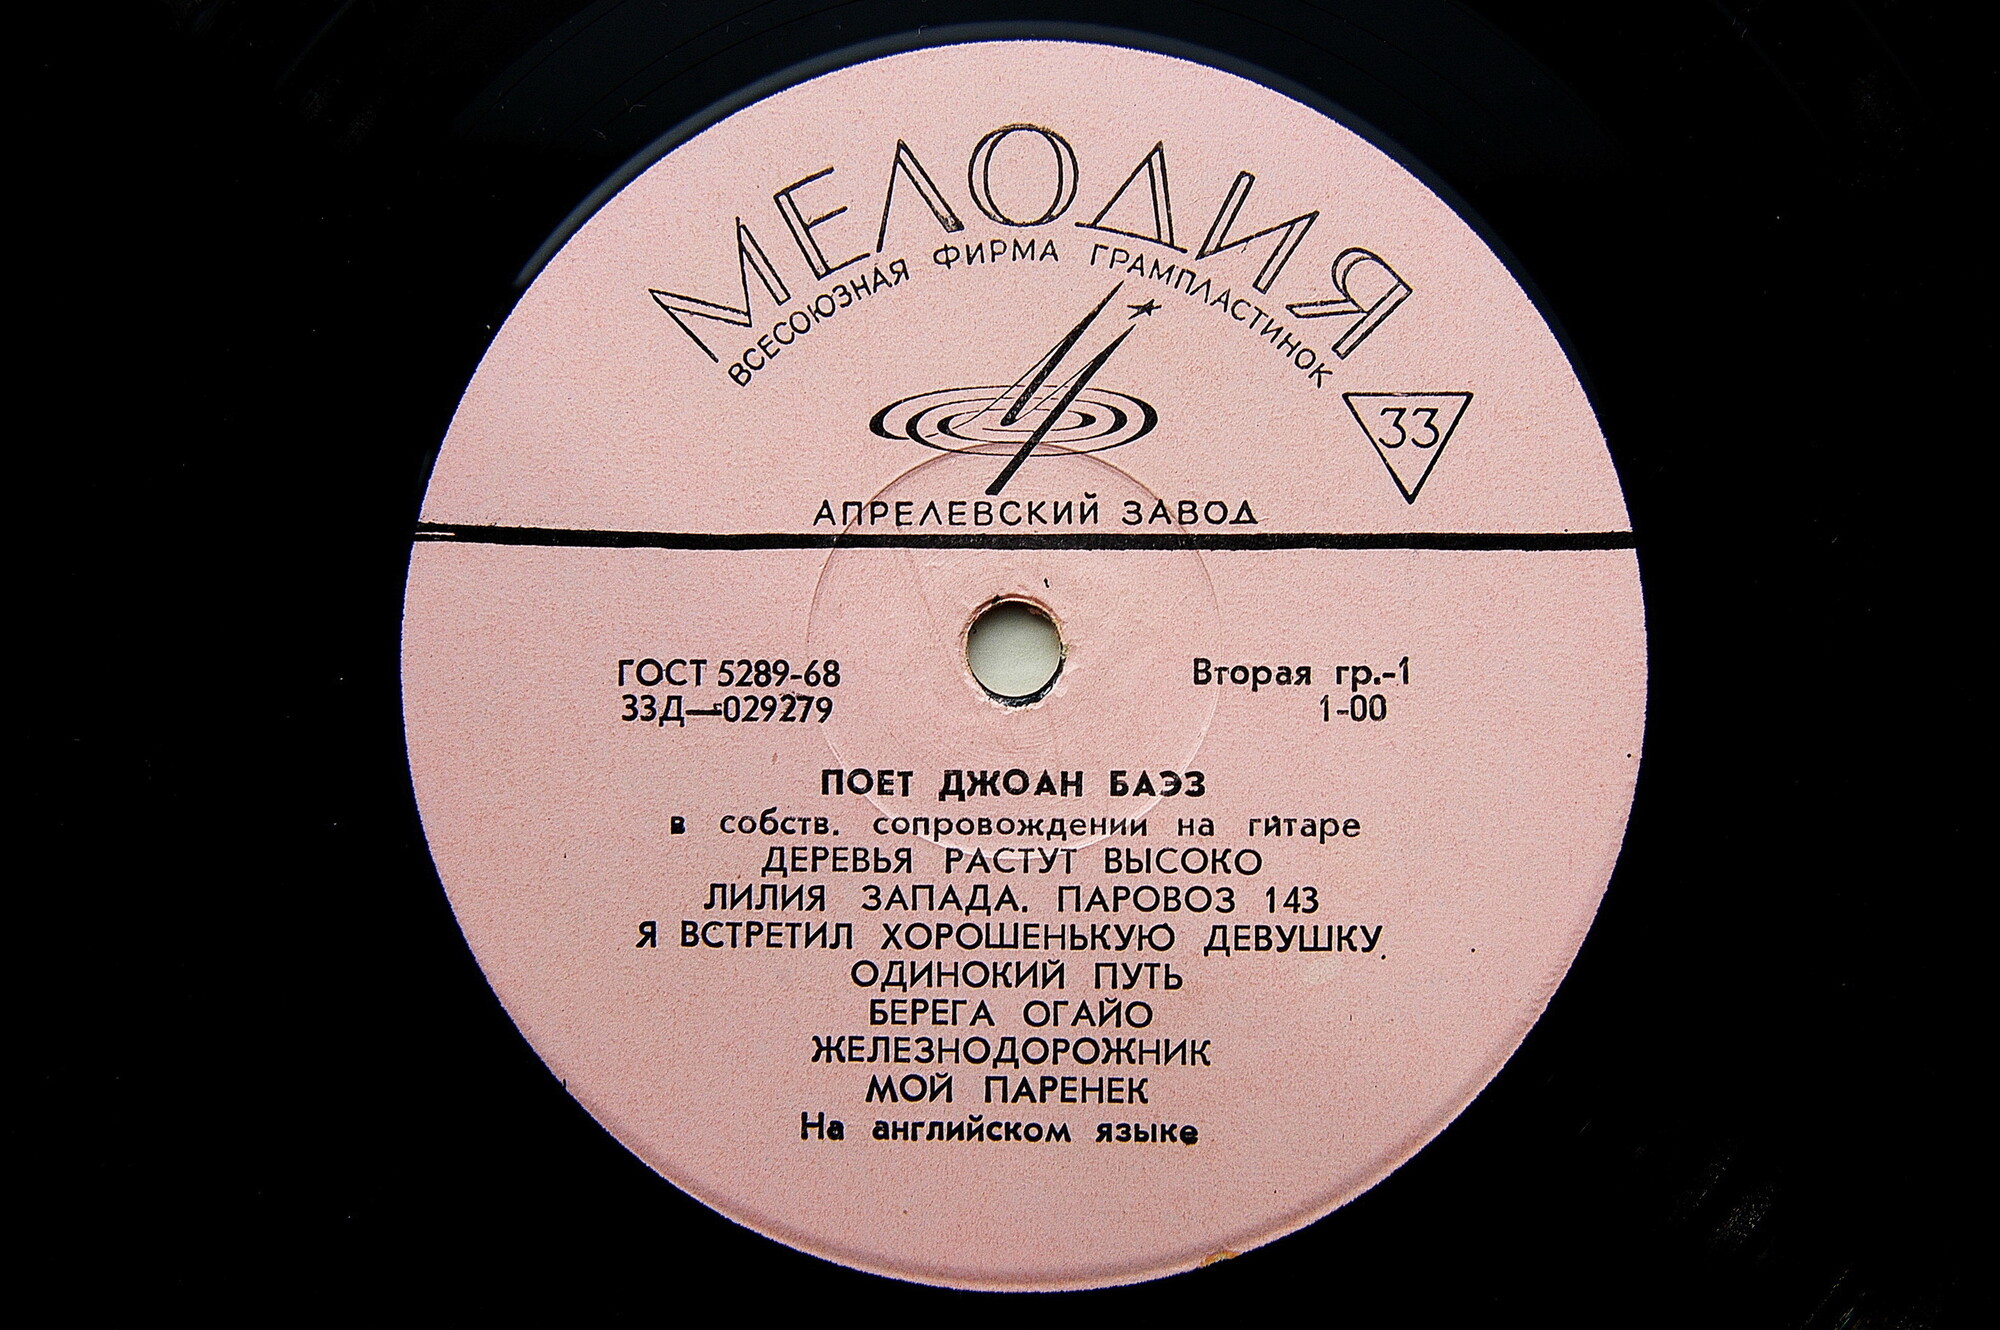 МЕЛОДИЯ
ВСЕСОЮЗНАЯ ФИРМА ГРАМПЛАСТИНОК
33
АПРЕЛЕВСКИЙ ЗАВОД
ГОСТ 5289-68
33Д—029279
Вторая гр.-1
1-00
ПОЕТ ДЖОАН БАЭЗ
в собств. сопровождении на гитаре
ДЕРЕВЬЯ РАСТУТ ВЫСОКО
ЛИЛИЯ ЗАПАДА. ПАРОВОЗ 143
Я ВСТРЕТИЛ ХОРОШЕНЬКУЮ ДЕВУШКУ
ОДИНОКИЙ ПУТЬ
БЕРЕГА ОГАЙО
ЖЕЛЕЗНОДОРОЖНИК
МОЙ ПАРЕНЕК
На английском языке